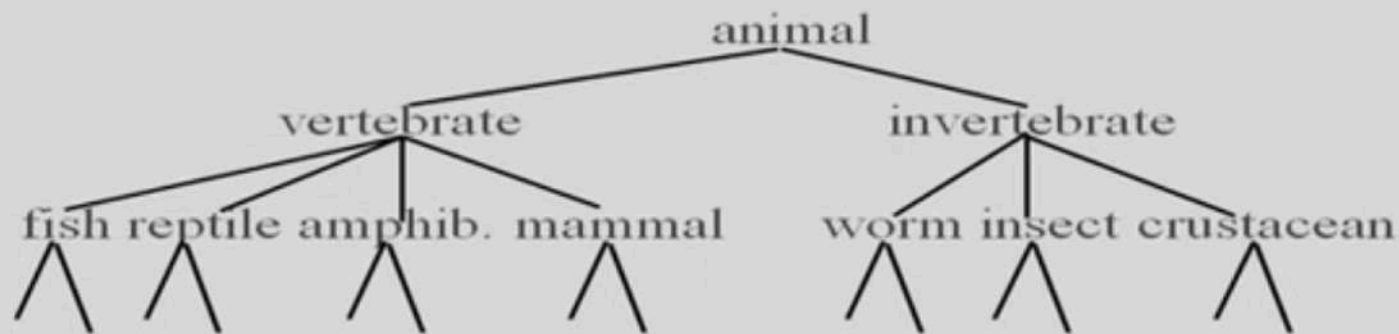 animal
vertebrate invertebrate
fish reptile amphib. mammal worm insect crustacean